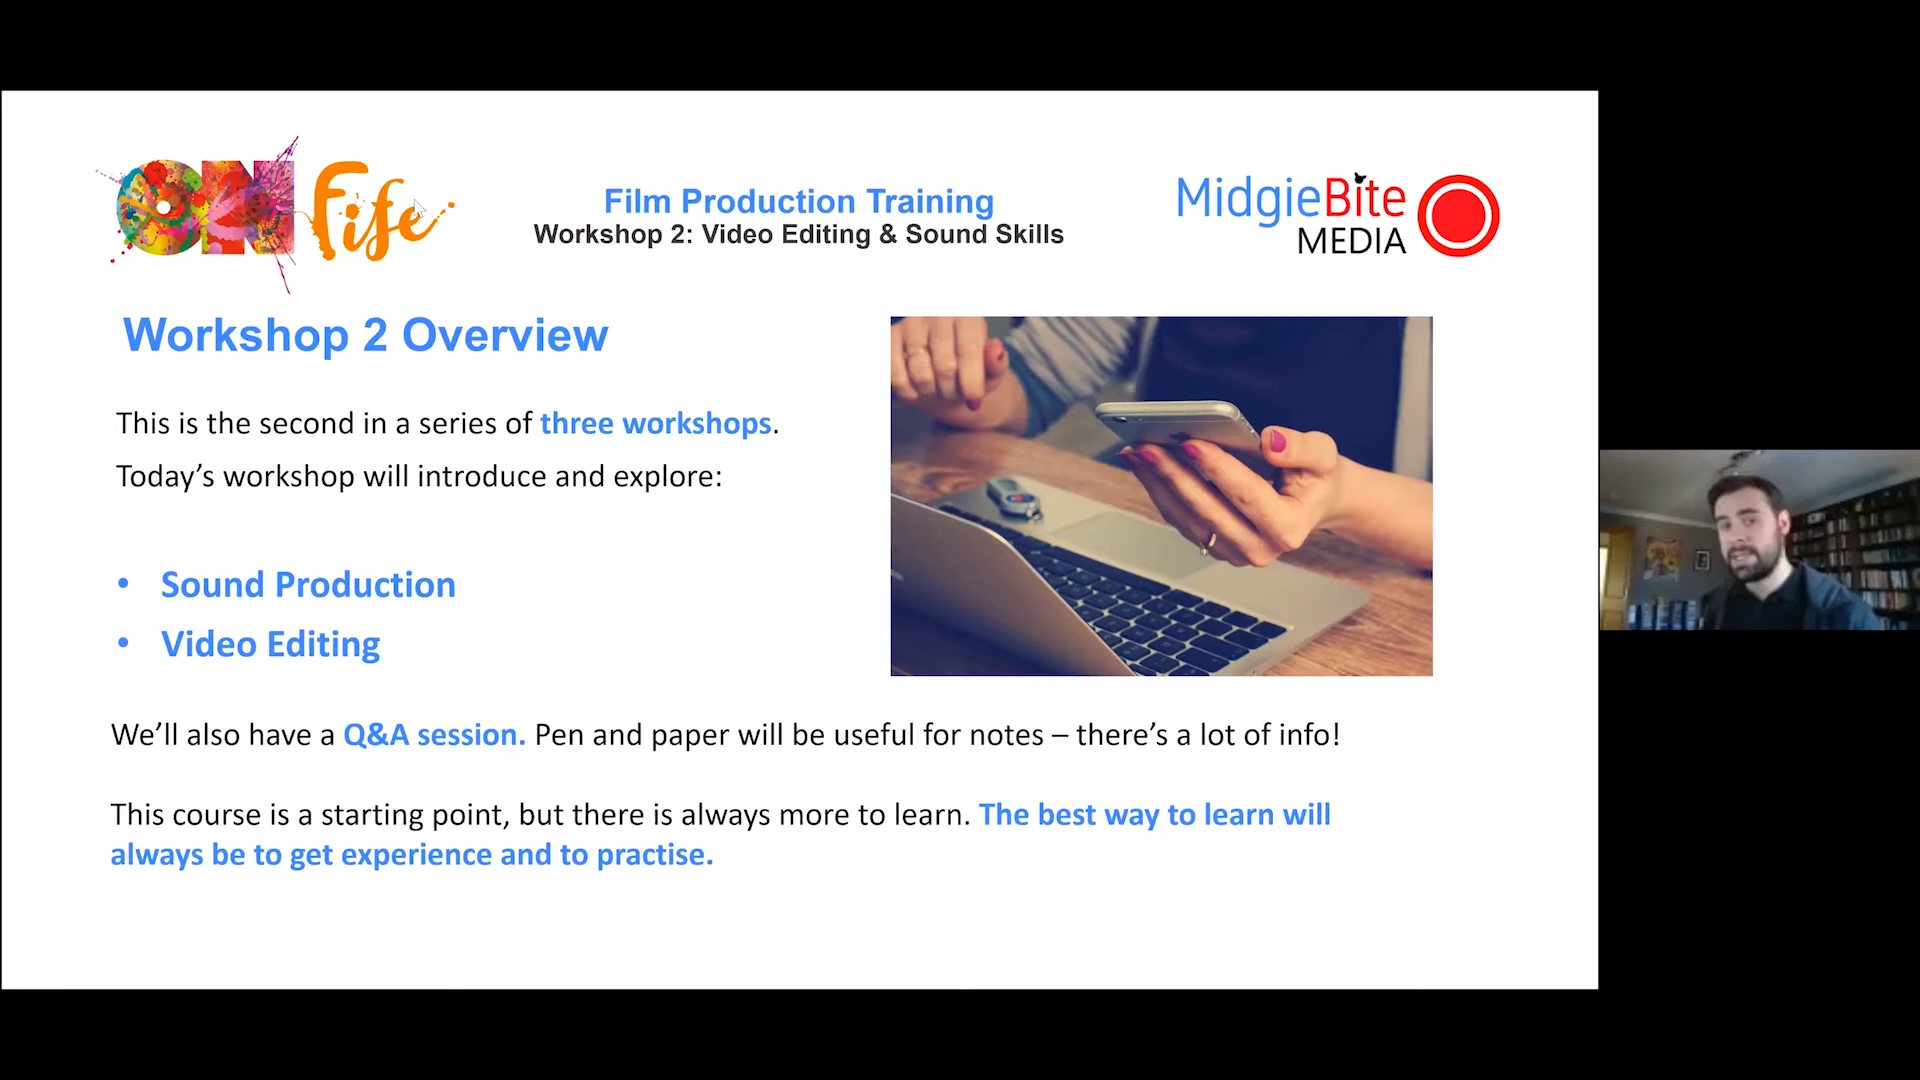 ON Fife
Film Production Training
Workshop 2: Video Editing & Sound Skills
MidgieBite
MEDIA
Workshop 2 Overview
This is the second in a series of three workshops.
Today’s workshop will introduce and explore:
• Sound Production
• Video Editing
We’ll also have a Q&A session. Pen and paper will be useful for notes – there’s a lot of info!
This course is a starting point, but there is always more to learn. The best way to learn will
always be to get experience and to practise.